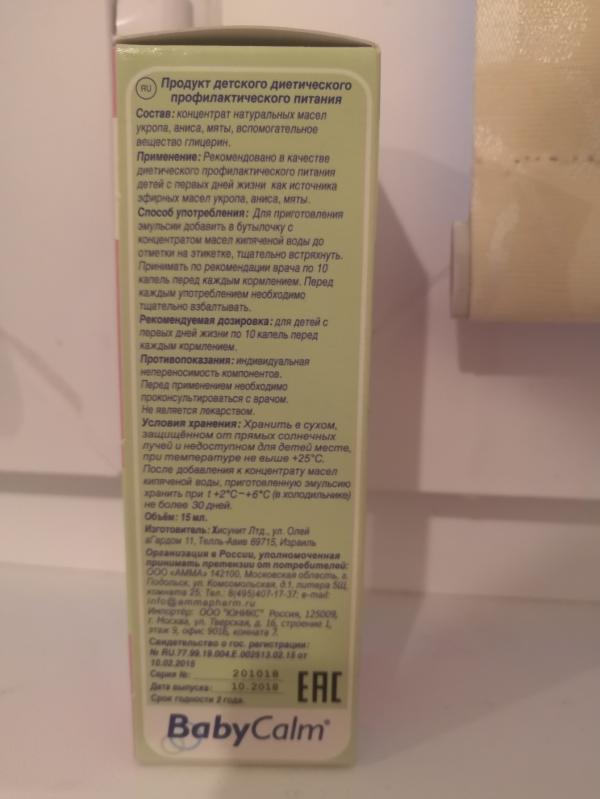 RU
Продукт детского диетического
профилактического питания
Состав: концентрат натуральных масел
укропа, аниса, мяты, вспомогательное
вещество глицерин.
Применение: Рекомендовано в качестве
диетического профилактического питания
детей с первых дней жизни как источника
эфирных масел укропа, аниса, мяты.
Способ употребления: Для приготовления
эмульсии добавить в бутылочку с
концентратом масел кипяченой воды до
отметки на этикетке, тщательно встряхнуть.
Принимать по рекомендации врача по 10
капель перед каждым кормлением. Перед
каждым употреблением необходимо
тщательно взбалтывать.
Рекомендуемая дозировка: для детей с
первых дней жизни по 10 капель перед
каждым кормлением.
Противопоказания: индивидуальная
непереносимость компонентов.
Перед применением необходимо
проконсультироваться с врачом.
Не является лекарством.
Условия хранения: Хранить в сухом,
защищённом от прямых солнечных
лучей и недоступном для детей месте,
при температуре не выше +25°С.
После добавления к концентрату масел
кипяченой воды, приготовленную эмульсию
хранить при t +2°С–+6°С (в холодильнике)
не более 30 дней.
Объём: 15 мл.
Изготовитель: Хисунит Лтд., ул. Олей
аГардом 11, Телль-Авив 69715, Израиль
Организация в России, уполномоченная
принимать претензии от потребителей:
ООО «АММА» 142100, Московская область, г.
Подольск, ул. Комсомольская, д.1, литера 5Щ,
комната 25; Тел.: 8(495)407-17-37; e-mail:
info@ammapharm.ru
Импортёр: ООО "ЮНИКС" Россия, 125009,
г. Москва, ул. Тверская, д. 16, строение 1,
этаж 9, офис 901Б, комната 7.
Свидетельство о гос. регистрации:
№ RU.77.99.19.004.Е.002513.02.15 от
10.02.2015
Серия №: 201018
Дата выпуска: 10.2018
Срок годности 2 года.
EAC
BabyCalm®